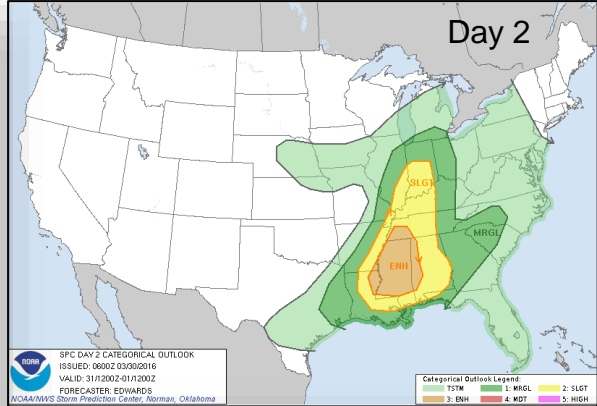 Day 2
SLGT
MRGL
ENH
NOAA
SPC DAY 2 CATEGORICAL OUTLOOK
ISSUED: 0600Z 03/30/2016
VALID: 31/1200Z-01/1200Z
FORECASTER: EDWARDS
NOAA/NWS Storm Prediction Center, Norman, Oklahoma
Categorical Outlook Legend:
TSTM 1: MRGL 2: SLGT
3: ENH 4: MDT 5: HIGH